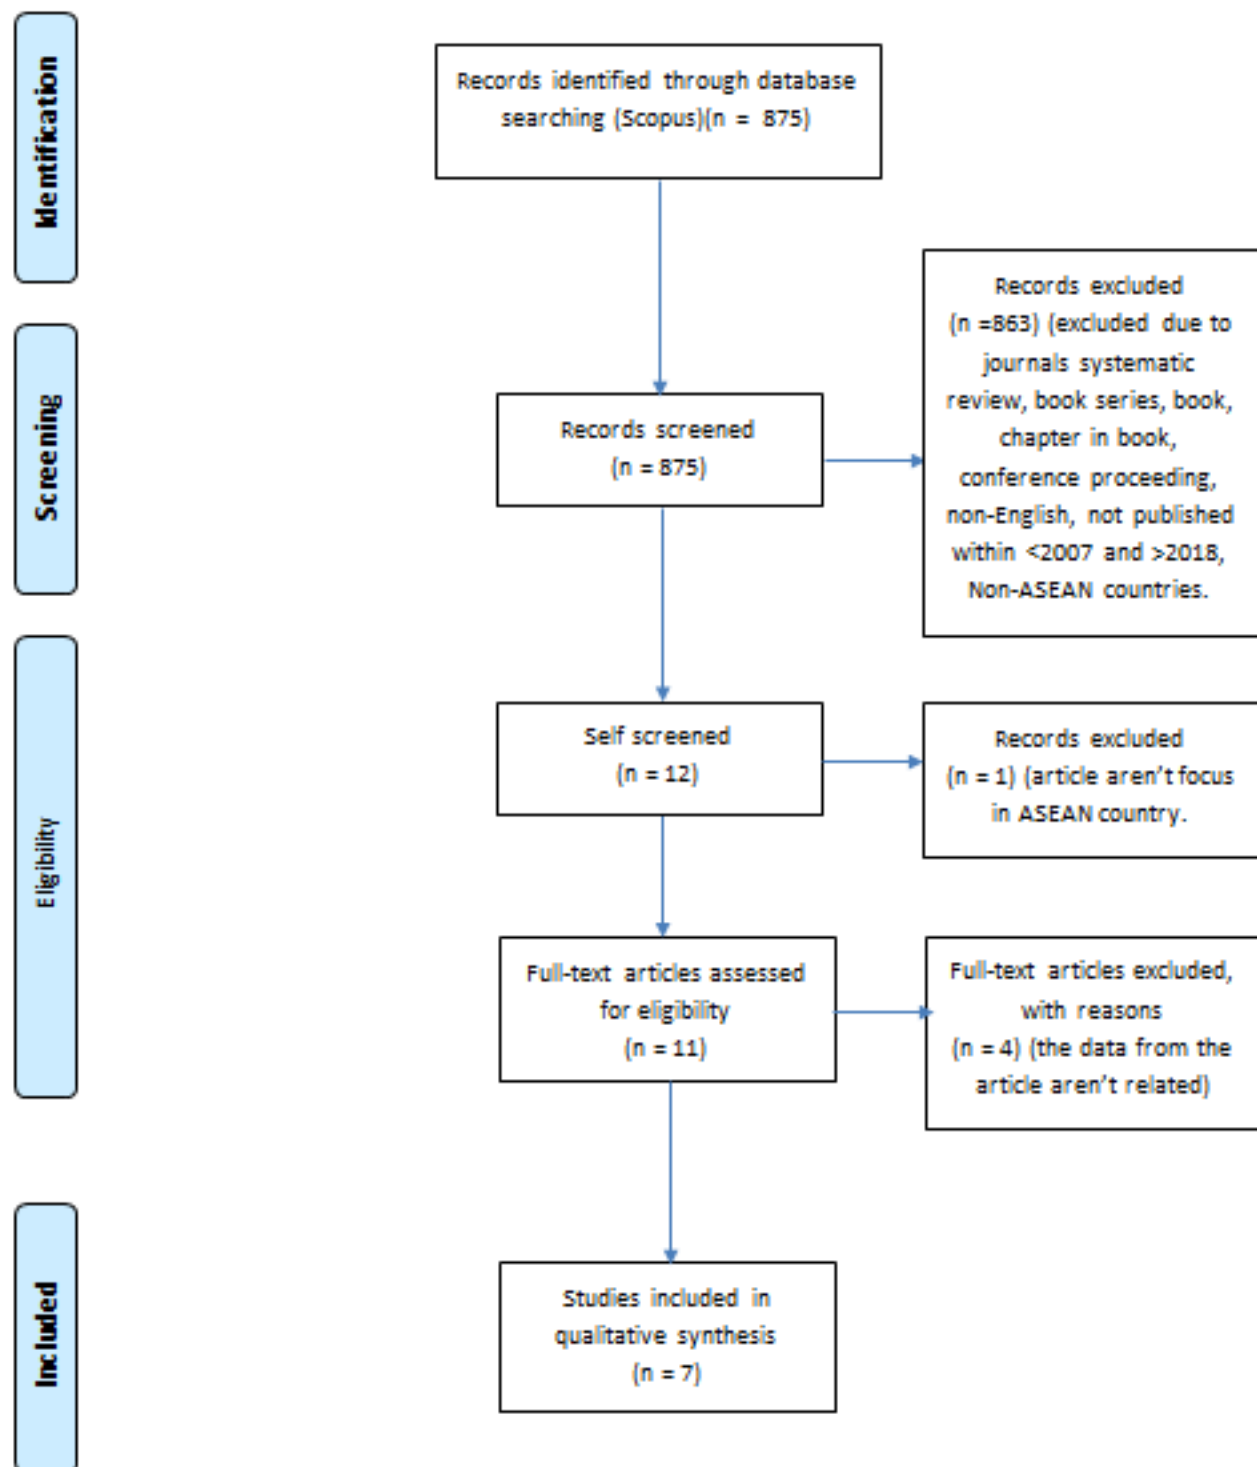 Identification
Records identified through database
searching (Scopus)(n = 875)
Records excluded
(n =863) (excluded due to
journals systematic
review, book series, book,
chapter in book,
conference proceeding,
non-English, not published
within <2007 and >2018,
Non-ASEAN countries.
Screening
Records screened
(n = 875)
Eligibility
Self screened
(n = 12)
Records excluded
(n = 1) (article aren't focus
in ASEAN country.
Full-text articles assessed
for eligibility
(n = 11)
Full-text articles excluded,
with reasons
(n = 4) (the data from the
article aren't related)
Included
Studies included in
qualitative synthesis
(n = 7)